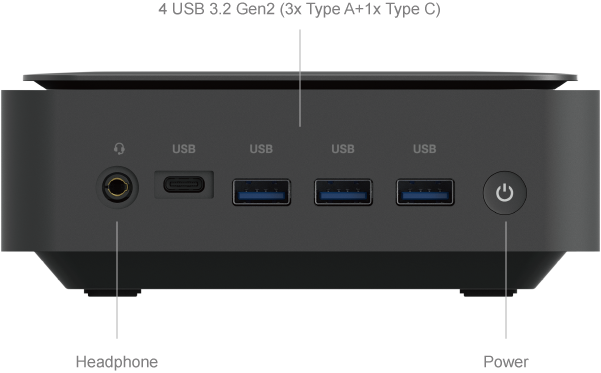 4 USB 3.2 Gen2 (3x Type A+1x Type C)
USB USB USB USB
Headphone Power